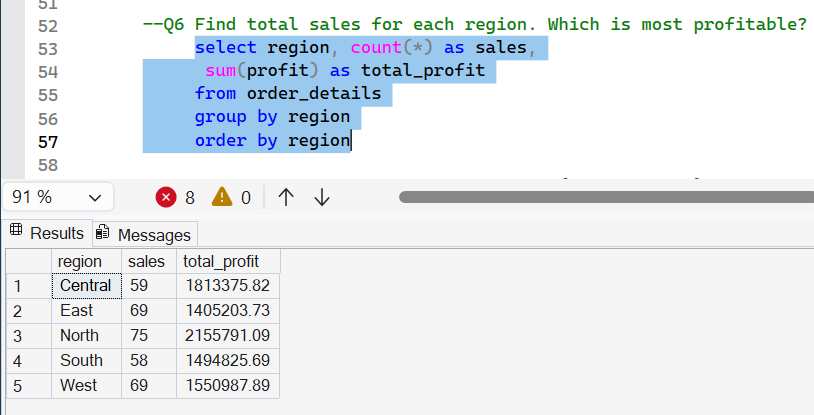 51
52 --Q6 Find total sales for each region. Which is most profitable?
53 select region, count(*) as sales,
54 sum(profit) as total_profit
55 from order_details
56 group by region
57 order by region
58
91 % 8 0
Results Messages
region sales total_profit
1 Central 59 1813375.82
2 East 69 1405203.73
3 North 75 2155791.09
4 South 58 1494825.69
5 West 69 1550987.89